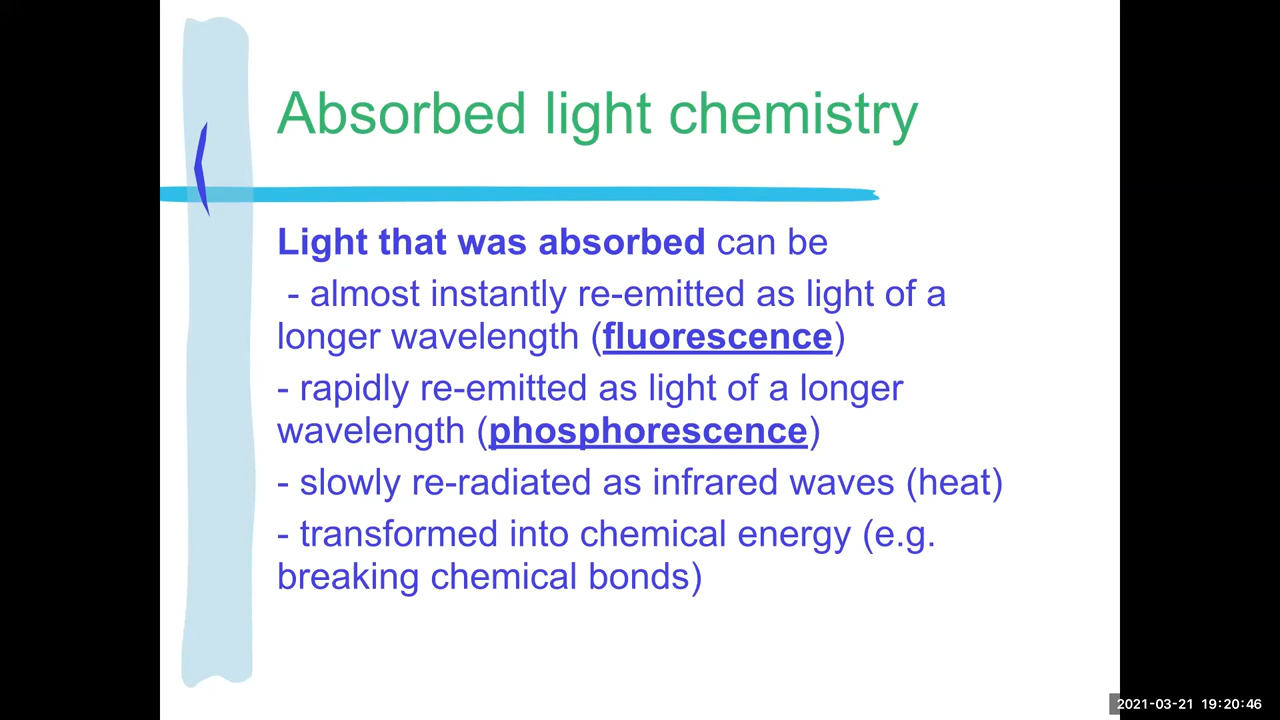 Absorbed light chemistry
Light that was absorbed can be
- almost instantly re-emitted as light of a
longer wavelength (fluorescence)
- rapidly re-emitted as light of a longer
wavelength (phosphorescence)
- slowly re-radiated as infrared waves (heat)
- transformed into chemical energy (e.g.
breaking chemical bonds)
2021-03-21 19:20:46